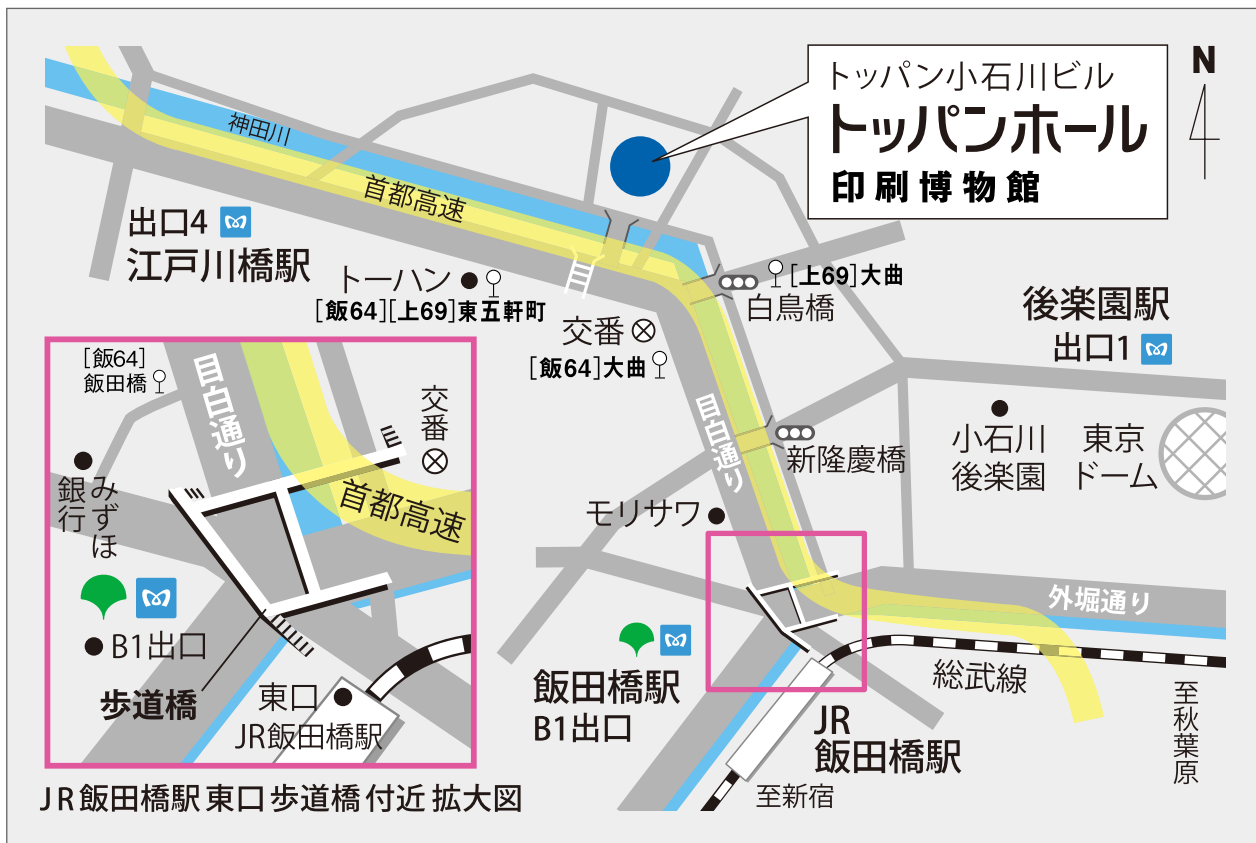 トッパン小石川ビル
トッパンホール
印刷博物館
N
神田川
首都高速
出口4
江戸川橋駅
トーハン
[飯64][上69]東五軒町
交番
[飯64]大曲
[上69]大曲
白鳥橋
後楽園駅
出口1
目白通り
新隆慶橋
小石川
後楽園
東京
ドーム
モリサワ
外堀通り
飯田橋駅
B1出口
JR
飯田橋駅
総武線
至秋葉原
至新宿
[飯64]
飯田橋
目白通り
交番
首都高速
みずほ
銀行
B1出口
歩道橋
東口
JR飯田橋駅
JR飯田橋駅東口歩道橋付近拡大図